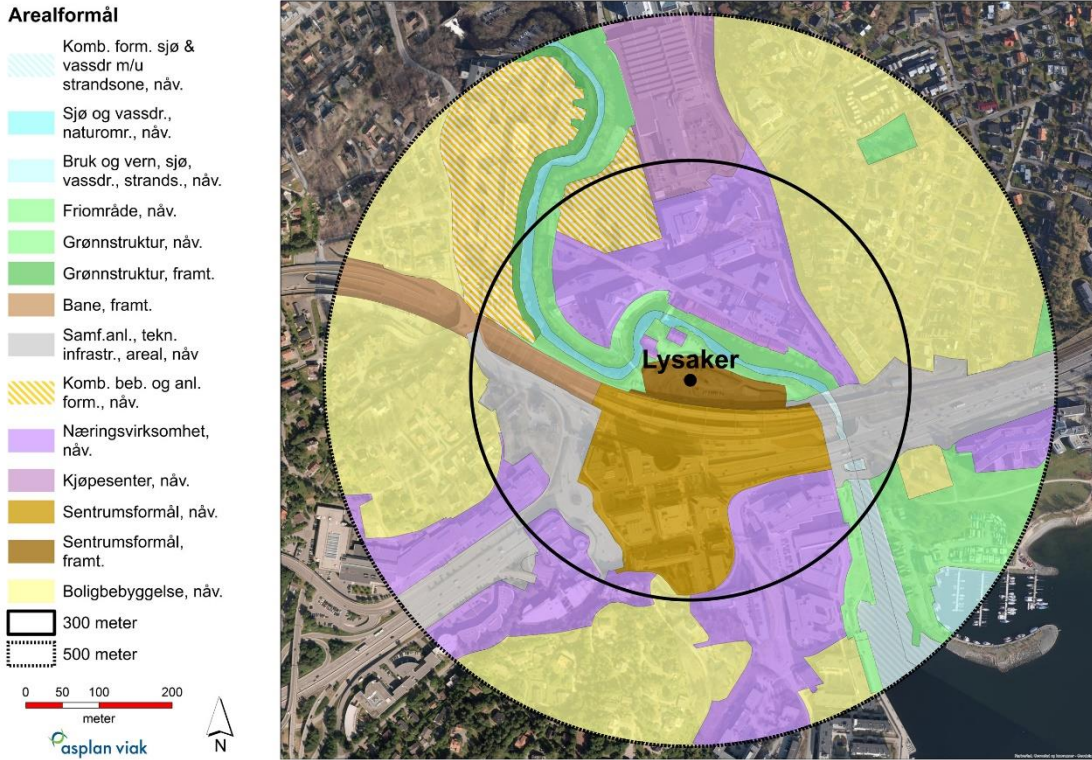 Arealformål
Komb. form. sjø &
vassdr m/u
strandsone, nåv.
Sjø og vassdr.,
naturomr., nåv.
Bruk og vern, sjø,
vassdr., strands., nåv.
Friområde, nåv.
Grønnstruktur, nåv.
Grønnstruktur, framt.
Bane, framt.
Samf.anl., tekn.
infrastr., areal, nåv
Komb. beb. og anl.
form., nåv.
Næringsvirksomhet,
nåv.
Kjøpesenter, nåv.
Sentrumsformål, nåv.
Sentrumsformål,
framt.
Boligbebyggelse, nåv.
300 meter
500 meter
0 50 100 200
meter
asplan viak
N
Lysaker